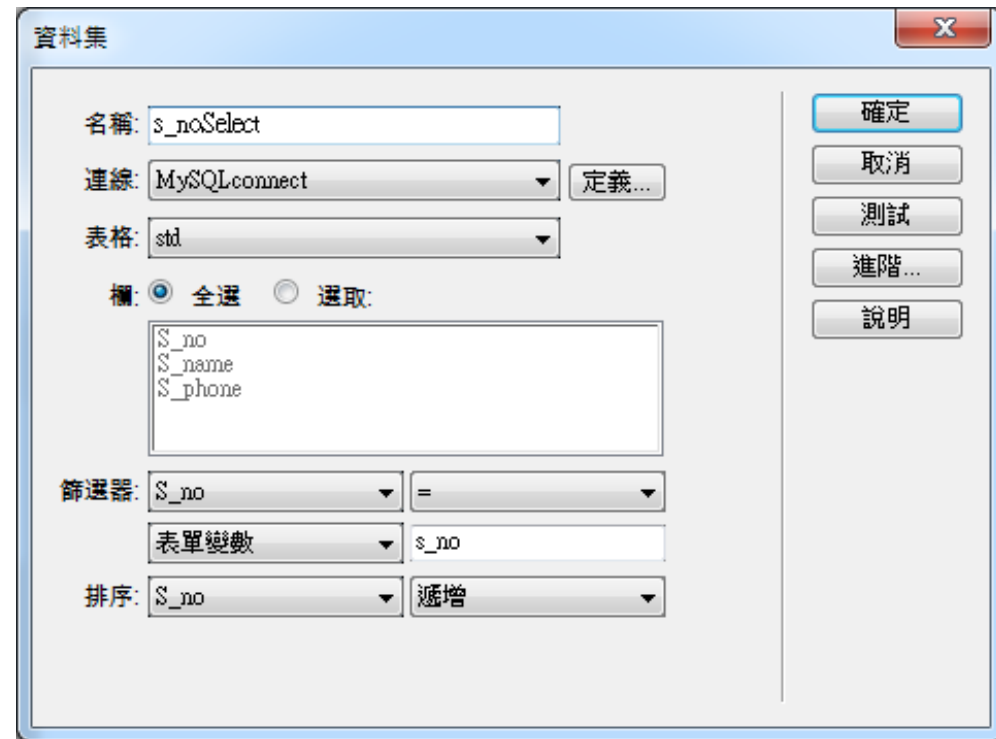 資料集
名稱: s_noSelect
連線: MySQLconnect 定義...
表格: std
欄: 全選 選取:
S_no
S_name
S_phone
篩選器: S_no =
表單變數 s_no
排序: S_no 遞增
確定
取消
測試
進階...
說明